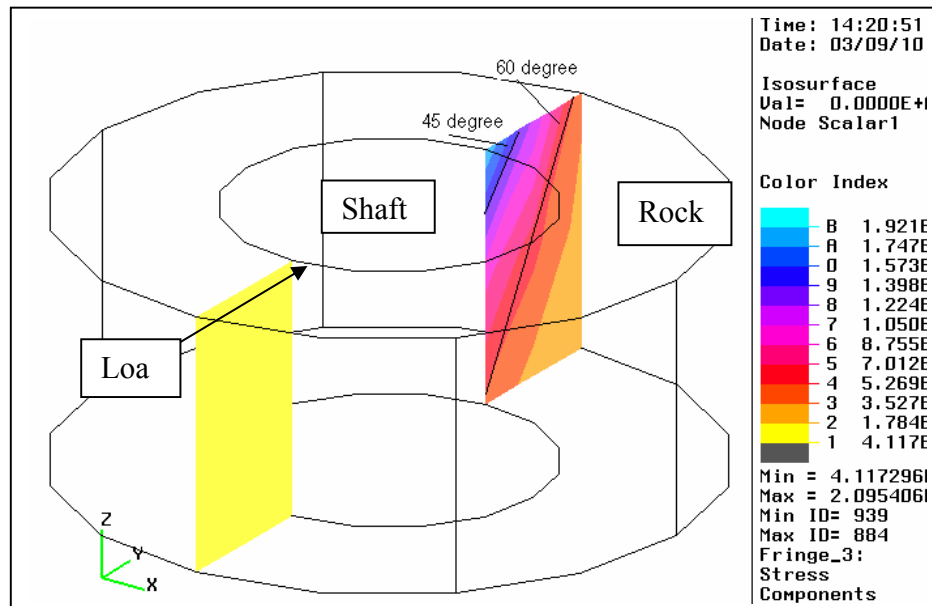 Time: 14:20:51
Date: 03/09/10
60 degree
Isosurface
Val= 0.0000E+
Node Scalar1
45 degree
Color Index
Shaft
Rock
B 1.921E
A 1.747E
0 1.573E
9 1.398E
8 1.224E
7 1.050E
6 8.755E
5 7.012E
4 5.269E
3 3.527E
2 1.784E
1 4.117E
Loa
Min = 4.117296
Max = 2.095406
Min ID= 939
Max ID= 884
Fringe_3:
Stress
Components
Z
Y
X